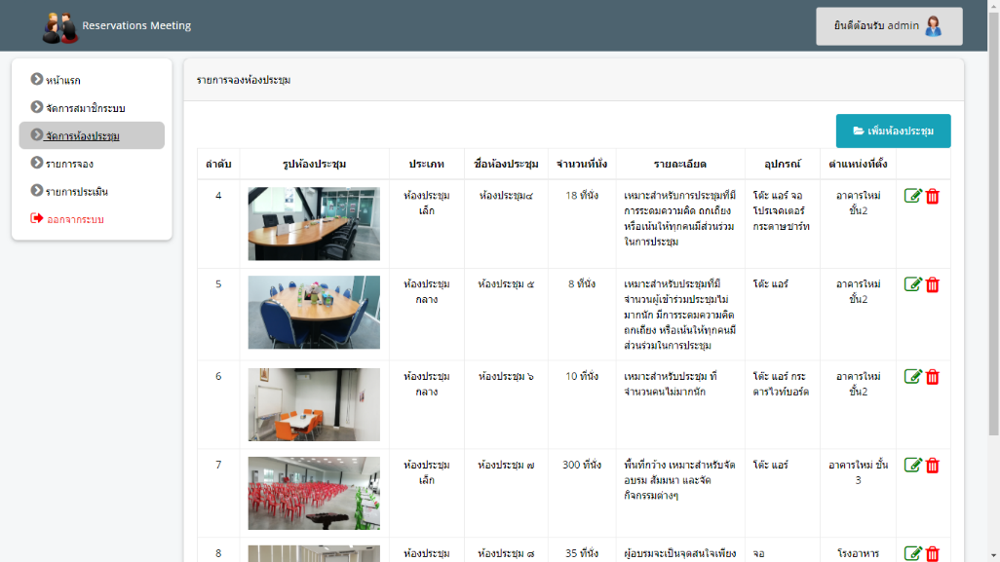 Reservations Meeting
ยินดีต้อนรับ admin
หน้าแรก
จัดการสมาชิกระบบ
จัดการห้องประชุม
รายการจอง
รายการประเมิน
ออกจากระบบ
รายการจองห้องประชุม
เพิ่มห้องประชุม
ลำดับ รูปห้องประชุม ประเภท ชื่อห้องประชุม จำนวนที่นั่ง รายละเอียด อุปกรณ์ ตำแหน่งที่ตั้ง
4 ห้องประชุม ห้องประชุม๔ 18 ที่นั่ง เหมาะสำหรับการประชุมที่มี โต๊ะ แอร์ จอ อาคารใหม่
เล็ก การระดมความคิด ถกเถียง โปรเจคเตอร์ ชั้น2
หรือเน้นให้ทุกคนมีส่วนร่วม กระดาษชาร์ท
ในการประชุม
5 ห้องประชุม ห้องประชุม ๕ 8 ที่นั่ง เหมาะสำหรับประชุมที่มี โต๊ะ แอร์ อาคารใหม่
กลาง จำนวนผู้เข้าร่วมประชุมไม่ ชั้น2
มากนัก มีการระดมความคิด
ถกเถียง หรือเน้นให้ทุกคนมี
ส่วนร่วมในการประชุม
6 ห้องประชุม ห้องประชุม ๖ 10 ที่นั่ง เหมาะสำหรับประชุม ที่ โต๊ะ แอร์ กระ อาคารใหม่
กลาง จำนวนคนไม่มากนัก ดารไวท์บอร์ด ชั้น2
7 ห้องประชุม ห้องประชุม ๗ 300 ที่นั่ง พื้นที่กว้าง เหมาะสำหรับจัด โต๊ะ แอร์ อาคารใหม่ ชั้น
เล็ก อบรม สัมมนา และจัด 3
กิจกรรมต่างๆ
8 ห้องประชุม ห้องประชุม ๘ 35 ที่นั่ง ผู้อบรมจะเป็นจุดสนใจเพียง จอ โรงอาหาร